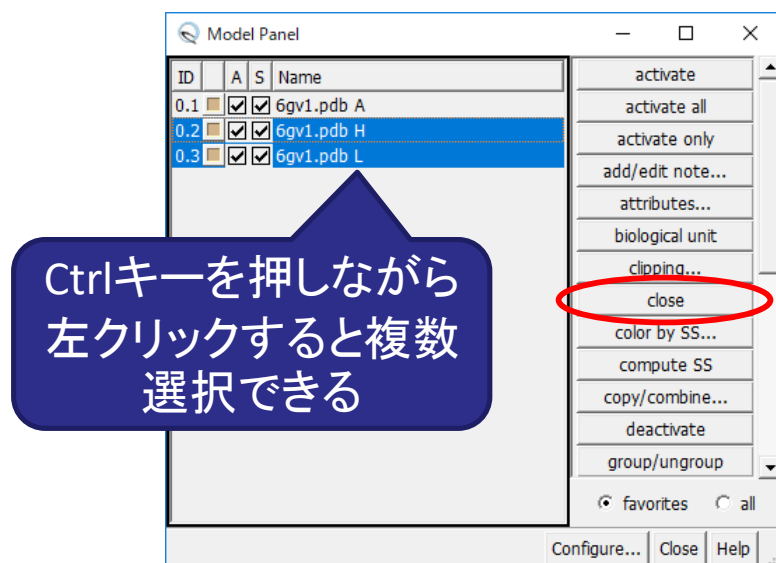 Model Panel
ID A S Name
0.1 6gv1.pdb A
0.2 6gv1.pdb H
0.3 6gv1.pdb L
Ctrlキーを押しながら
左クリックすると複数
選択できる
activate
activate all
activate only
add/edit note...
attributes...
biological unit
clipping...
close
color by SS...
compute SS
copy/combine...
deactivate
group/ungroup
favorites all
Configure... Close Help